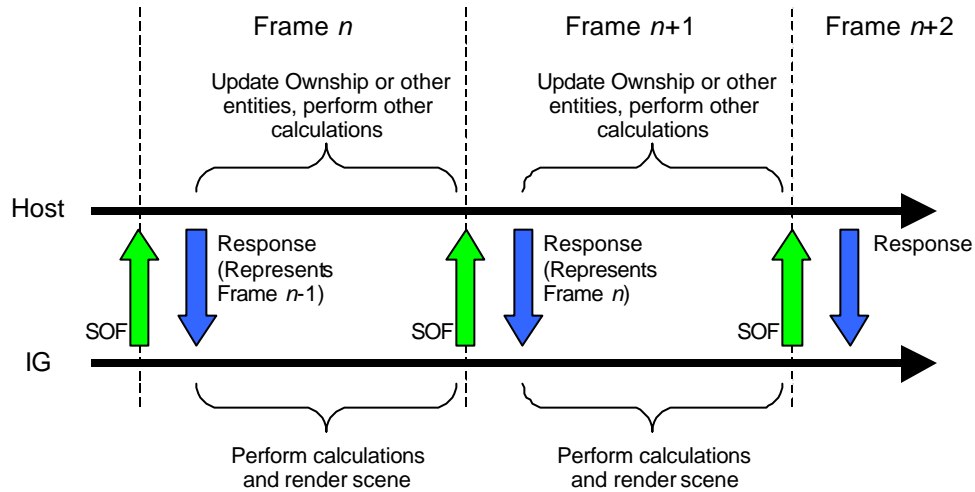 Frame n
Frame n+1
Frame n+2
Update Ownship or other
entities, perform other
calculations
Update Ownship or other
entities, perform other
calculations
Host
Response
(Represents
Frame n-1)
Response
(Represents
Frame n)
Response
SOF
SOF
SOF
IG
Perform calculations
and render scene
Perform calculations
and render scene